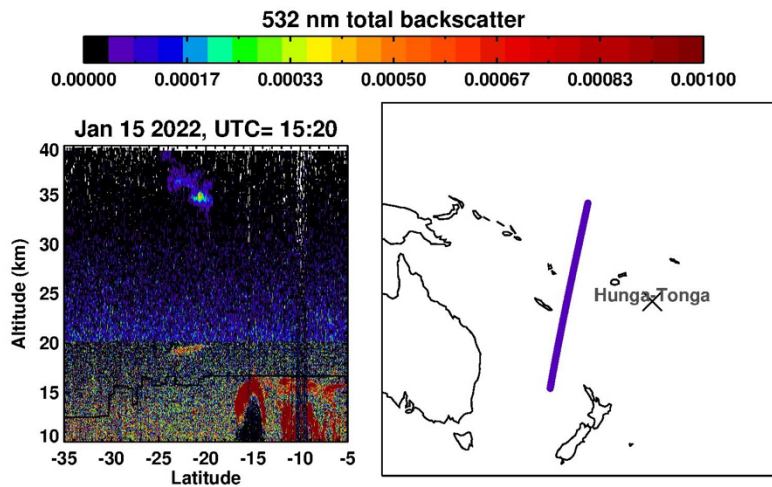 532 nm total backscatter
0.00000 0.00017 0.00033 0.00050 0.00067 0.00083 0.00100
Jan 15 2022, UTC= 15:20
Altitude (km)
40
35
30
25
20
15
10
-35 -30 -25 -20 -15 -10 -5
Latitude
Hunga-Tonga